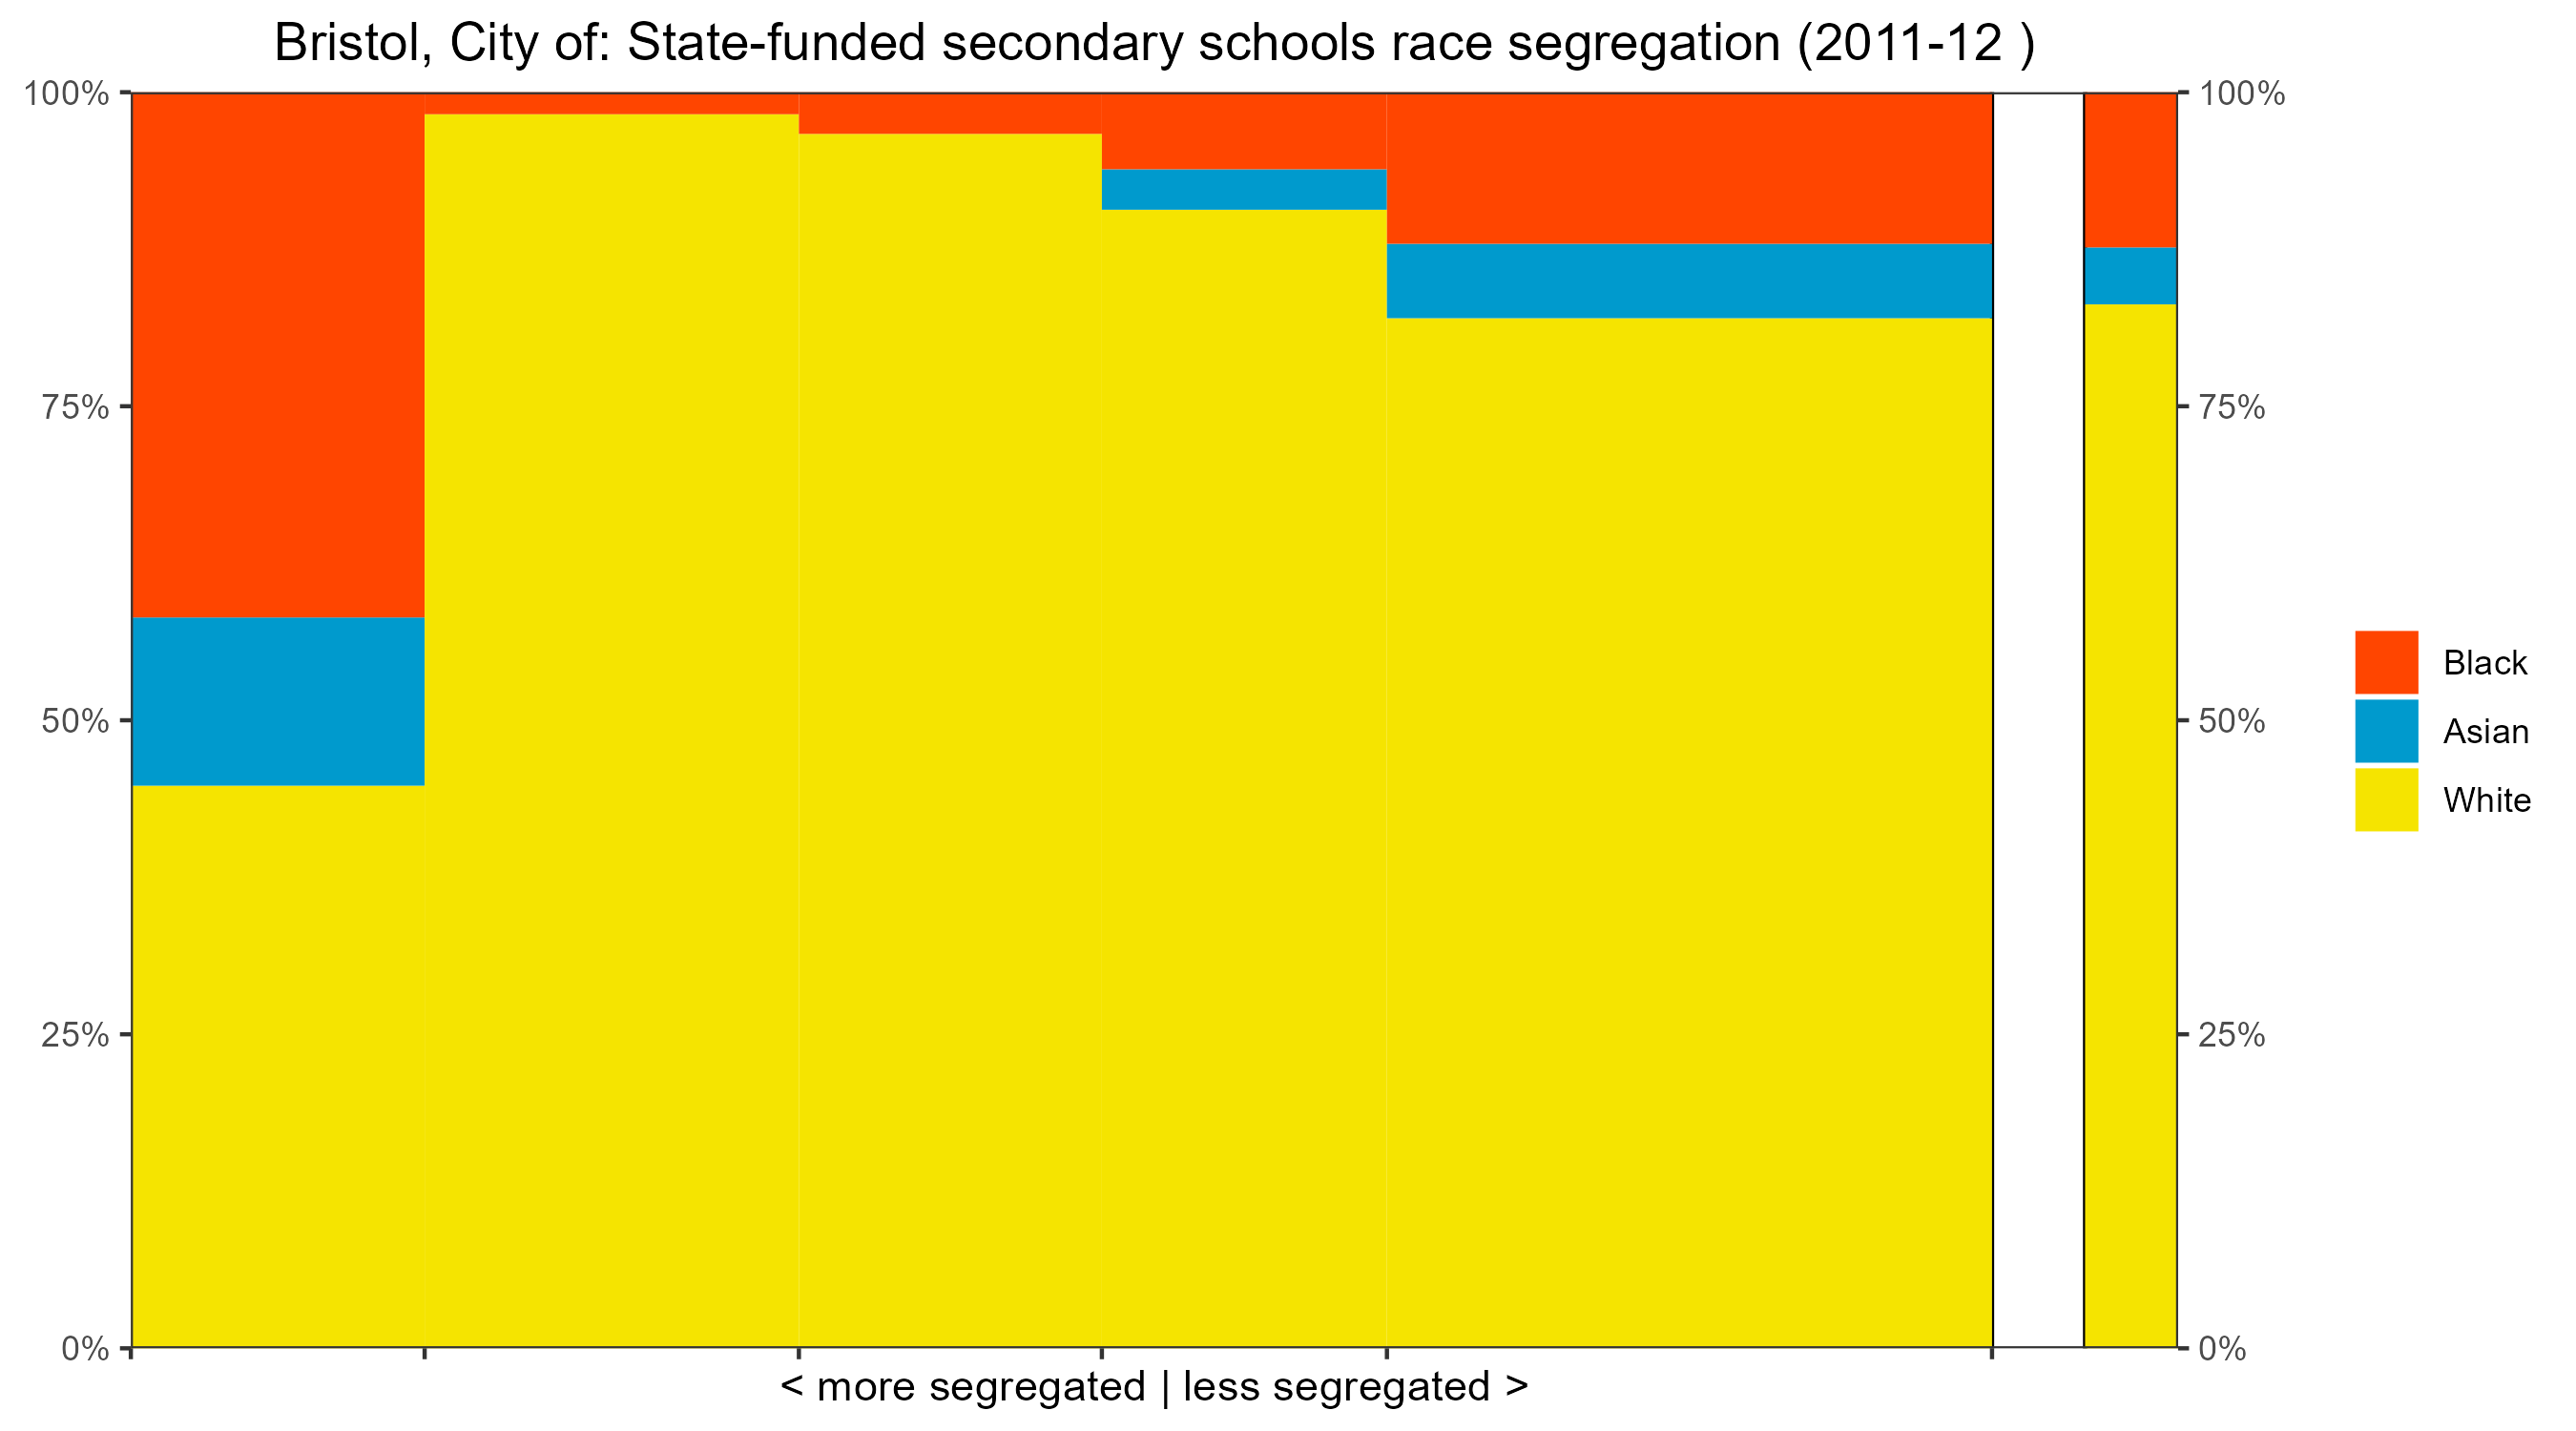 Bristol, City of: State-funded secondary schools race segregation (2011-12 )
100%
75%
50%
25%
0%
100%
75%
50%
25%
0%
Black
Asian
White
< more segregated | less segregated >